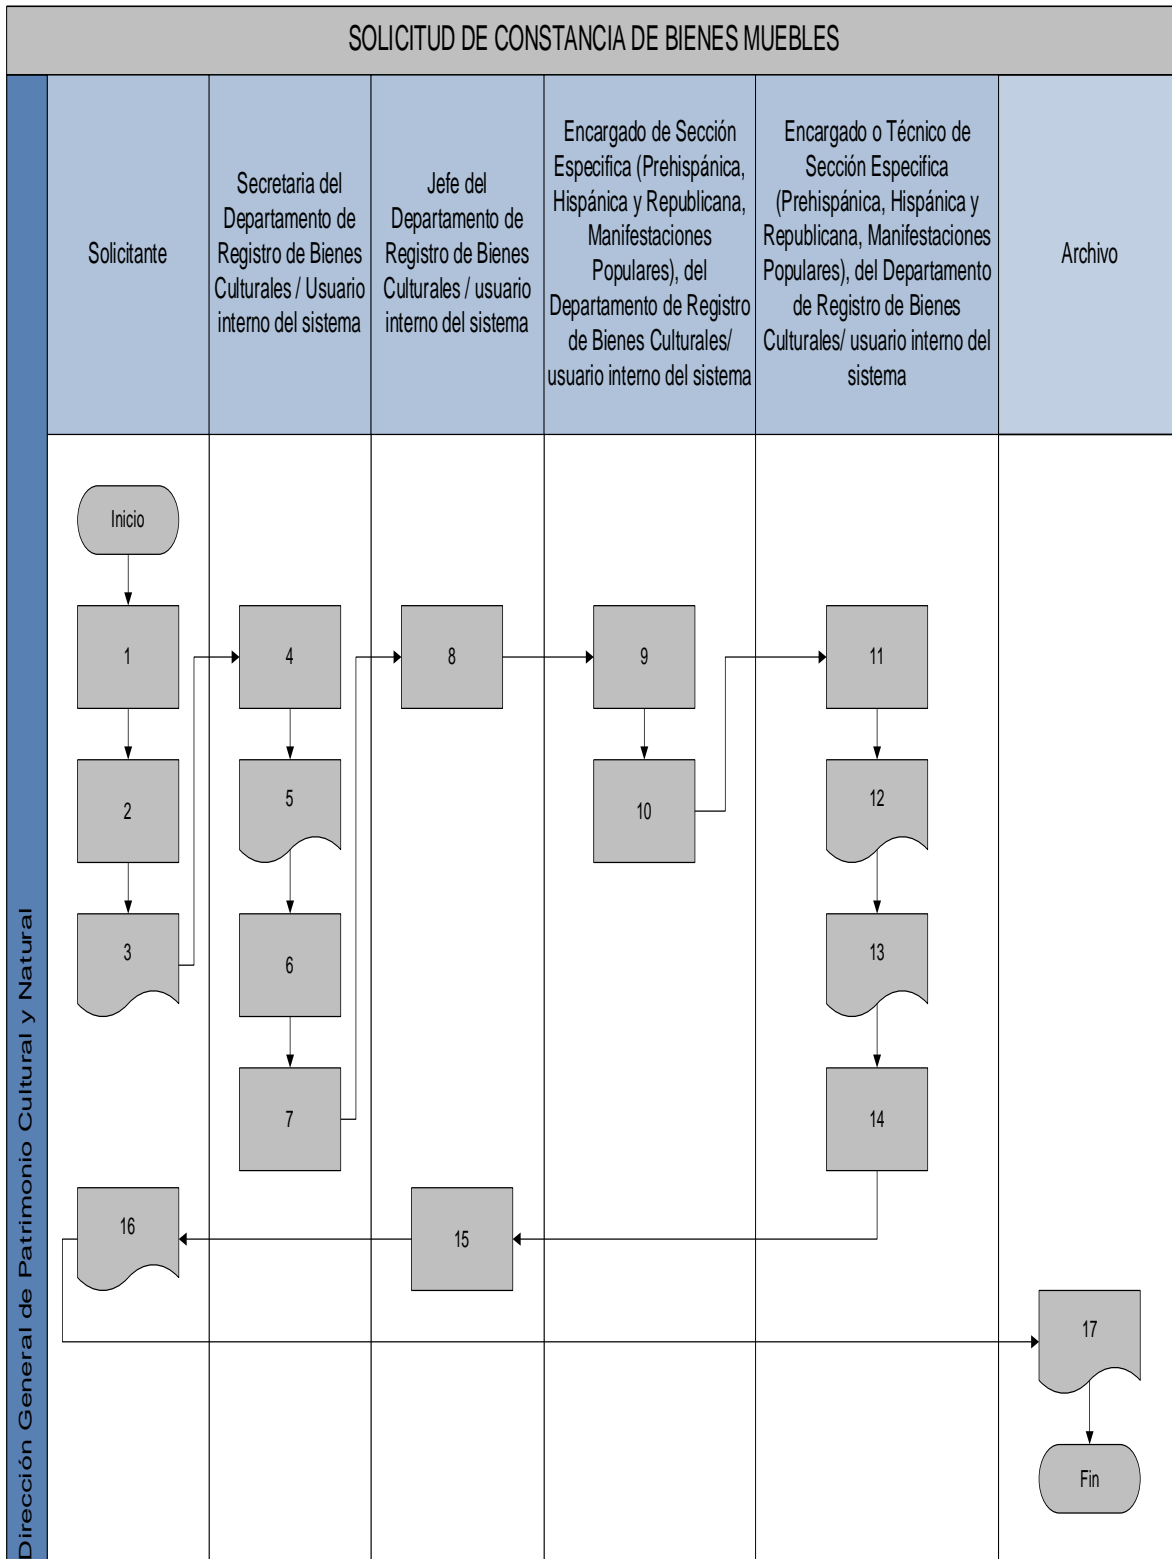 SOLICITUD DE CONSTANCIA DE BIENES MUEBLES
Dirección General de Patrimonio Cultural y Natural
Solicitante
Secretaria del
Departamento de
Registro de Bienes
Culturales / Usuario
interno del sistema
Jefe del
Departamento de
Registro de Bienes
Culturales / usuario
interno del sistema
Encargado de Sección
Especifica (Prehispánica,
Hispánica y Republicana,
Manifestaciones
Populares), del
Departamento de Registro
de Bienes Culturales/
usuario interno del sistema
Encargado o Técnico de
Sección Especifica
(Prehispánica, Hispánica y
Republicana, Manifestaciones
Populares), del Departamento
de Registro de Bienes
Culturales/ usuario interno del
sistema
Archivo
Inicio
1
2
3
4
5
6
7
8
9
10
11
12
13
14
15
16
17
Fin